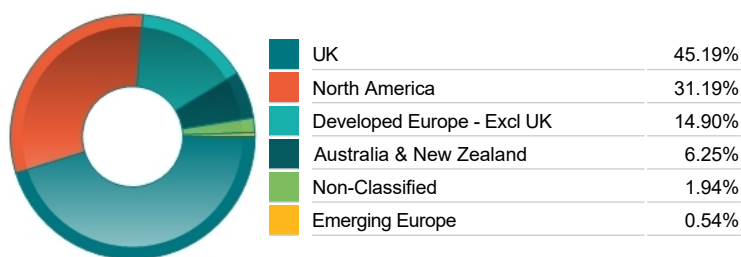 UK 45.19%
North America 31.19%
Developed Europe - Excl UK 14.90%
Australia & New Zealand 6.25%
Non-Classified 1.94%
Emerging Europe 0.54%